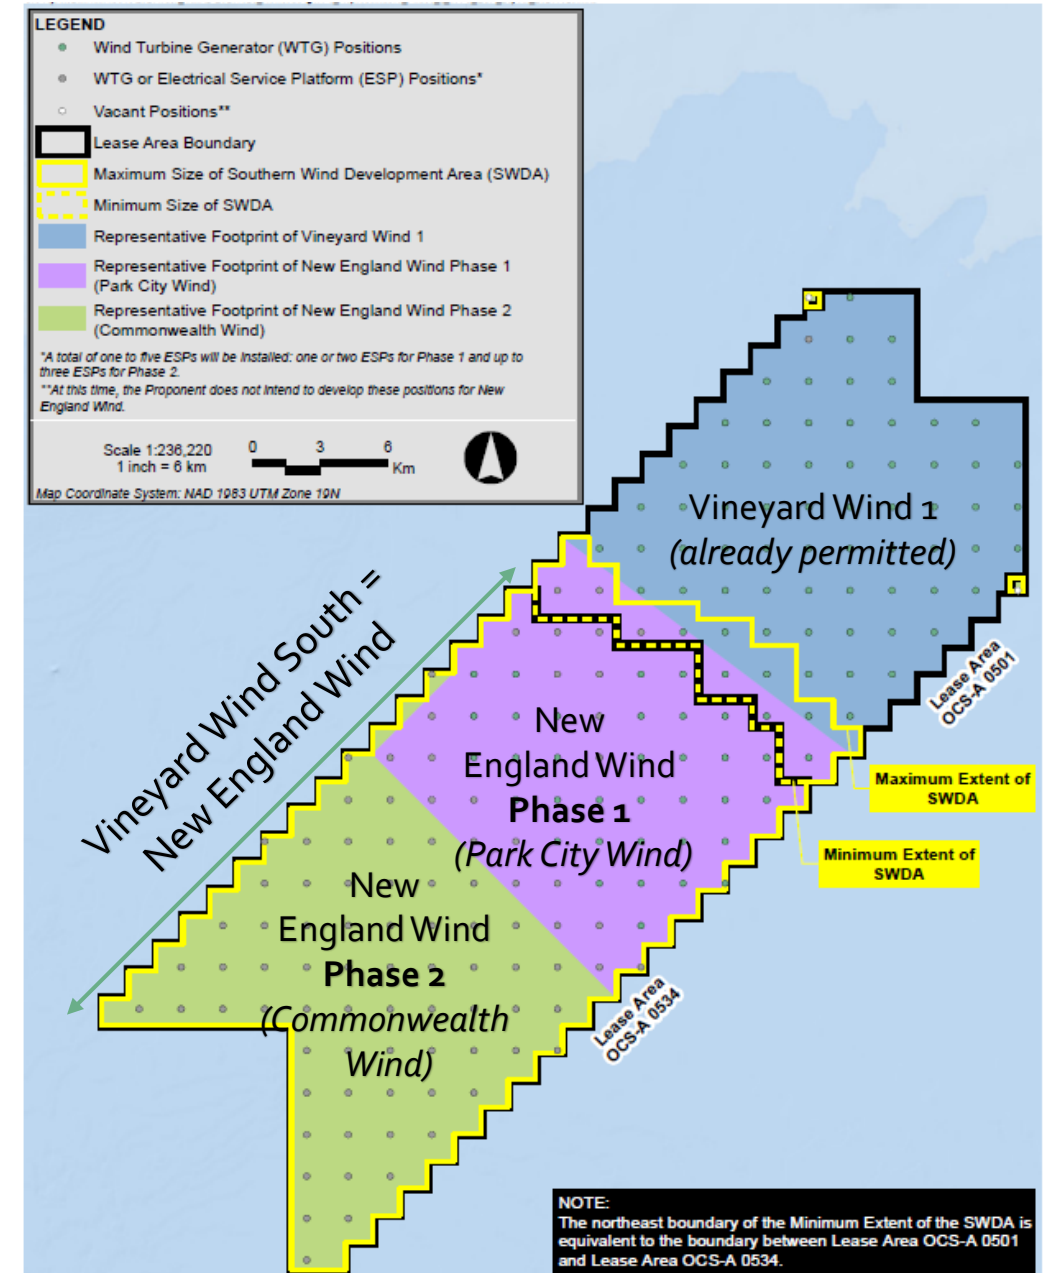 LEGEND
Wind Turbine Generator (WTG) Positions
WTG or Electrical Service Platform (ESP) Positions*
Vacant Positions**
Lease Area Boundary
Maximum Size of Southern Wind Development Area (SWDA)
Minimum Size of SWDA
Representative Footprint of Vineyard Wind 1
Representative Footprint of New England Wind Phase 1
(Park City Wind)
Representative Footprint of New England Wind Phase 2
(Commonwealth Wind)
*A total of one to five ESPs will be installed: one or two ESPs for Phase 1 and up to
three ESPs for Phase 2.
**At this time, the Proponent does not intend to develop these positions for New
England Wind.
Scale 1:236,220
1 inch = 6 km
0 3 6
Km
Map Coordinate System: NAD 1983 UTM Zone 19N
Vineyard Wind 1
(already permitted)
Vineyard Wind South =
New England Wind
Lease Area
OCS-A 0501
New
England Wind
Phase 1
(Park City Wind)
Maximum Extent of
SWDA
Minimum Extent of
SWDA
New
England Wind
Phase 2
(Commonwealth
Wind)
Lease Area
OCS-A 0534
NOTE:
The northeast boundary of the Minimum Extent of the SWDA is
equivalent to the boundary between Lease Area OCS-A 0501
and Lease Area OCS-A 0534.